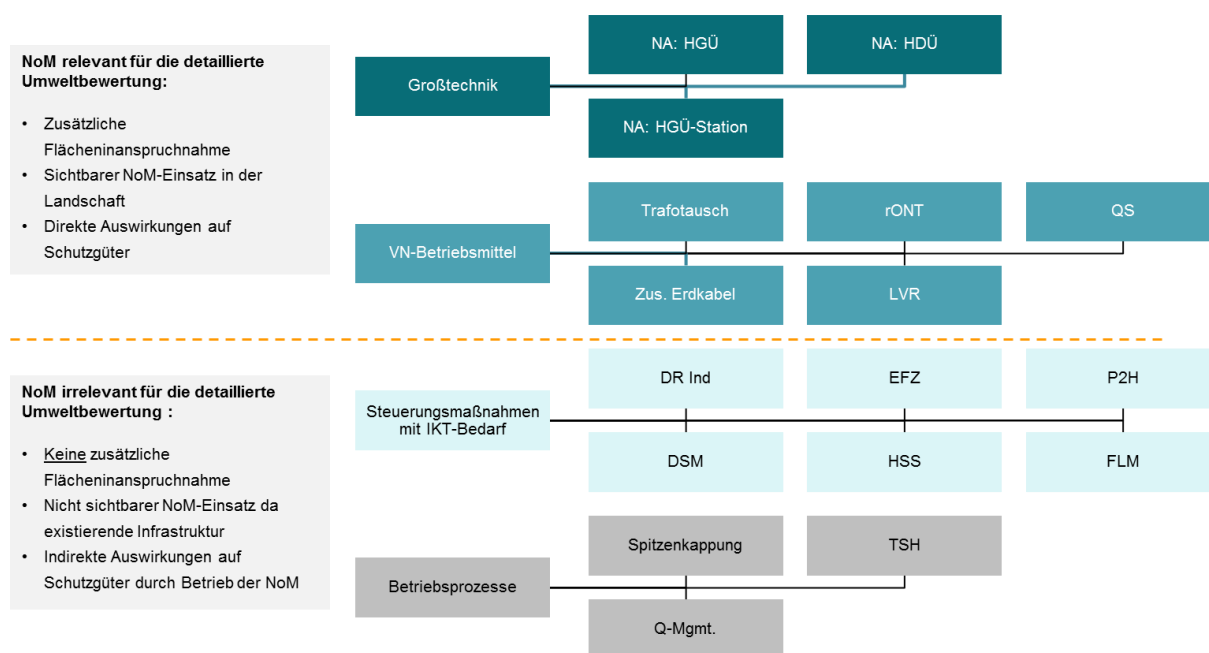 NoM relevant für die detaillierte
Umweltbewertung:
• Zusätzliche
Flächeninanspruchnahme
• Sichtbarer NoM-Einsatz in der
Landschaft
• Direkte Auswirkungen auf
Schutzgüter
Großtechnik
NA: HGÜ
NA: HDÜ
NA: HGÜ-Station
VN-Betriebsmittel
Trafotausch
rONT
QS
Zus. Erdkabel
LVR
NoM irrelevant für die detaillierte
Umweltbewertung :
• Keine zusätzliche
Flächeninanspruchnahme
• Nicht sichtbarer NoM-Einsatz da
existierende Infrastruktur
• Indirekte Auswirkungen auf
Schutzgüter durch Betrieb der NoM
Steuerungsmaßnahmen
mit IKT-Bedarf
DR Ind
EFZ
P2H
DSM
HSS
FLM
Betriebsprozesse
Spitzenkappung
TSH
Q-Mgmt.